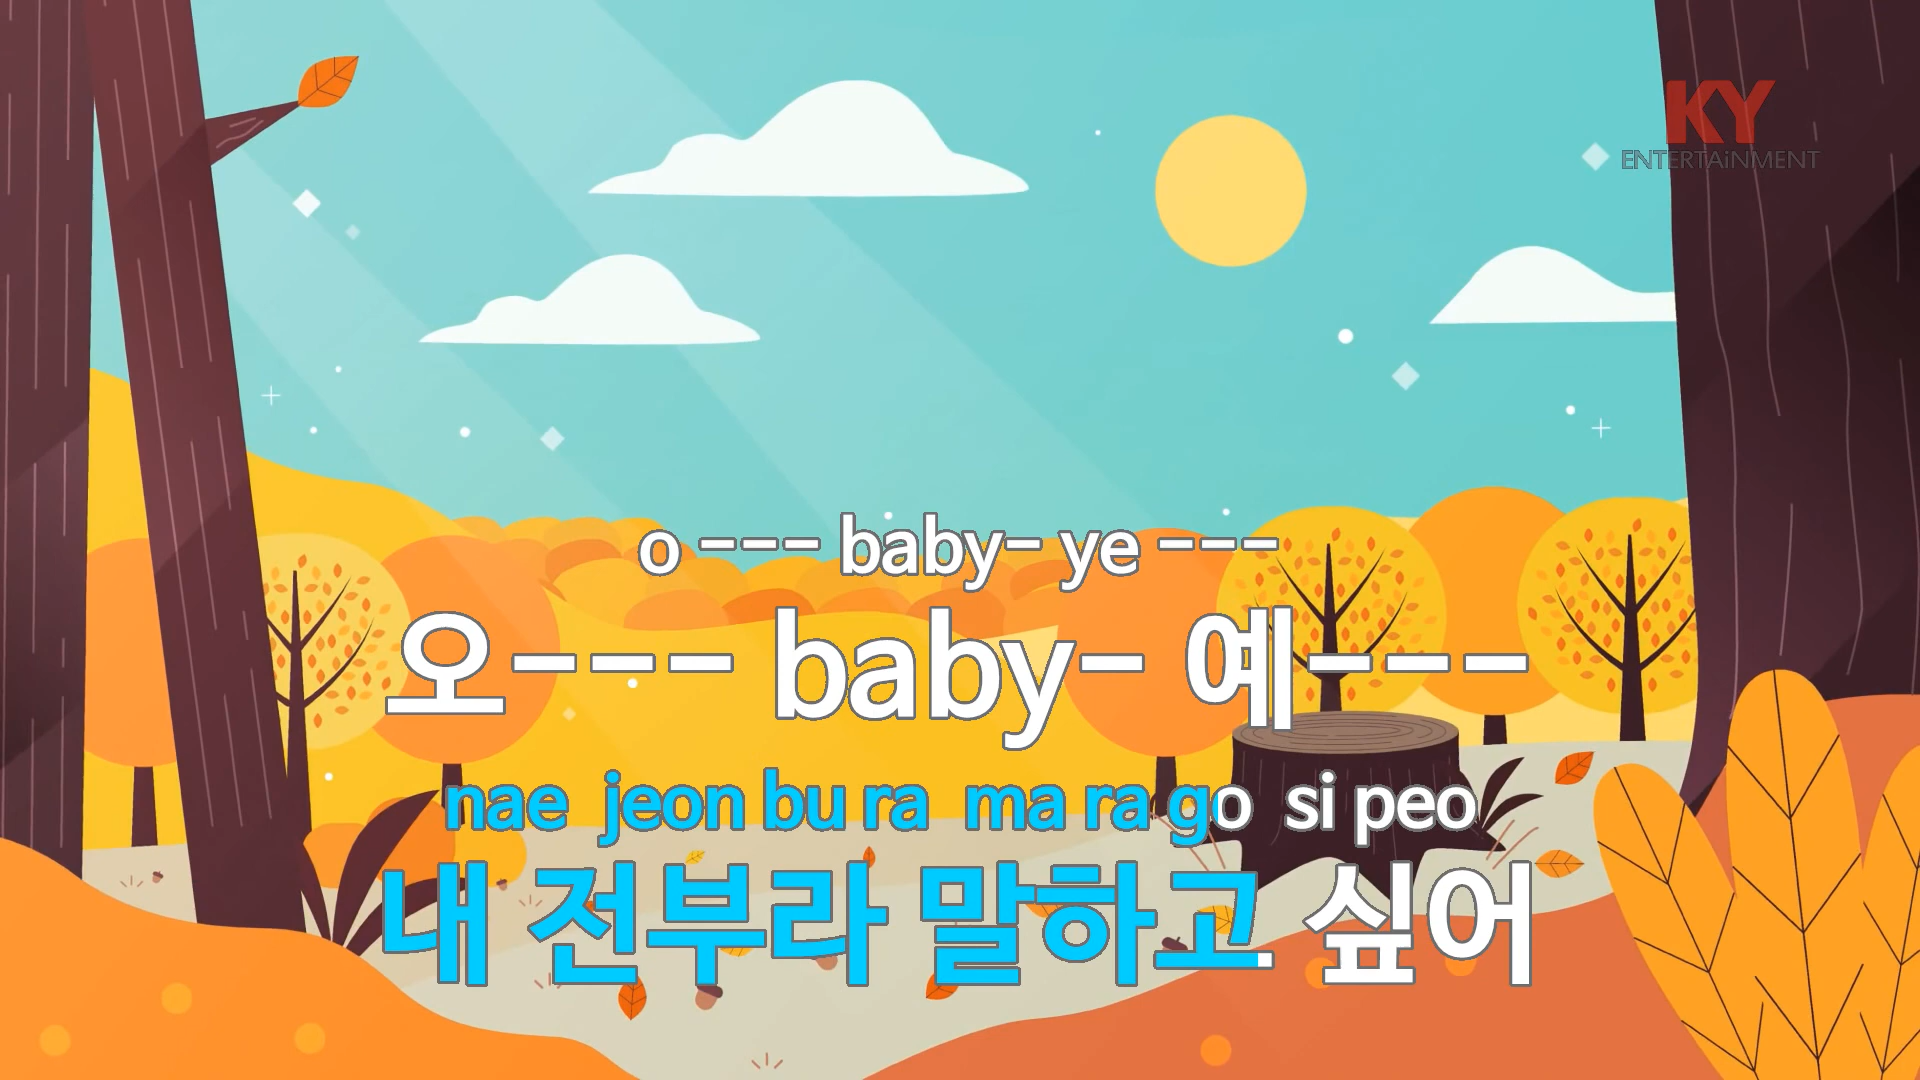 KY
ENTERTAiNMENT
o --- baby- ye ---
오--- baby- 예---
nae jeon bu ra ma ra go si peo
내 전부라 말하고 싶어